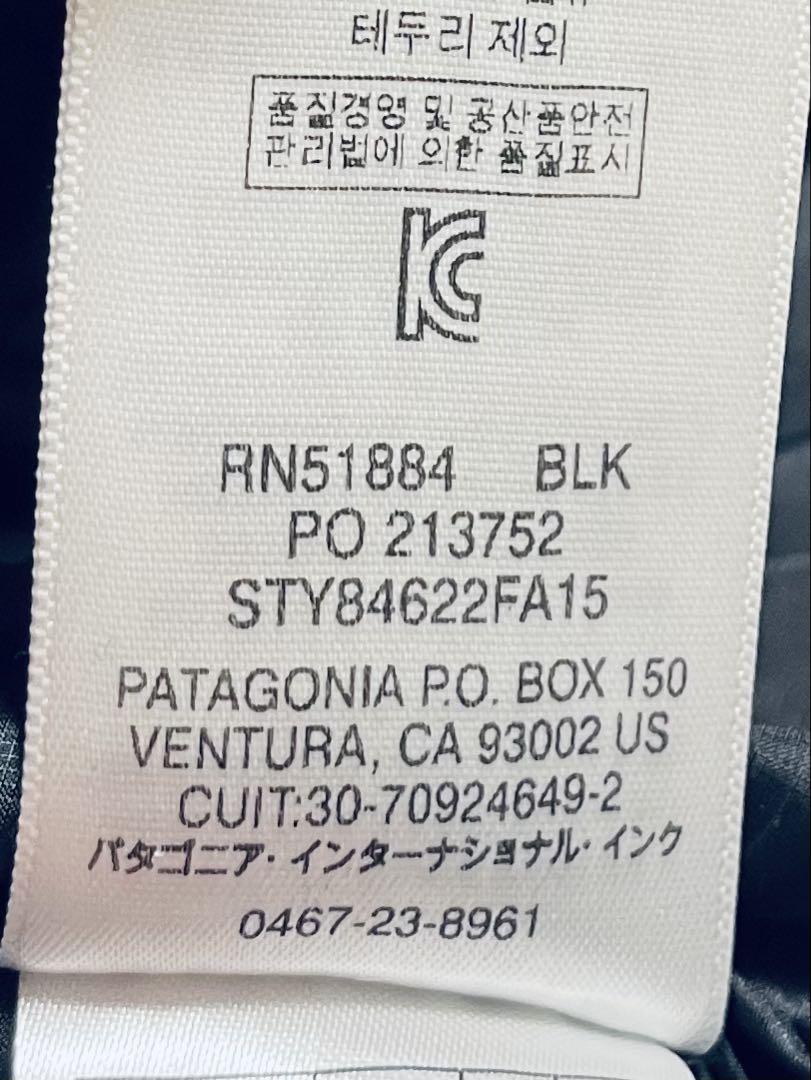 테두리 제외
품질경영 및 공산품안전
관리법에 의한 품질표시
KC
RN51884 BLK
PO 213752
STY84622FA15
PATAGONIA P.O. BOX 150
VENTURA, CA 93002 US
CUIT:30-70924649-2
パタゴニア・インターナショナル・インク
0467-23-8961